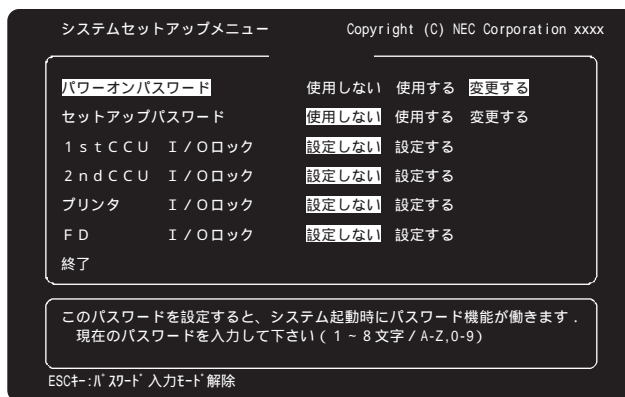 システムセットアップメニュー Copyright (C) NEC Corporation xxxx
パワーオンパスワード 使用しない 使用する 変更する
セットアップパスワード 使用しない 使用する 変更する
1stCCU I/Oロック 設定しない 設定する
2ndCCU I/Oロック 設定しない 設定する
プリンタ I/Oロック 設定しない 設定する
FD I/Oロック 設定しない 設定する
終了
このパスワードを設定すると、システム起動時にパスワード機能が働きます.
現在のパスワードを入力して下さい(1~8文字/A-Z,0-9)
ESCキー:パスワード入力モード解除